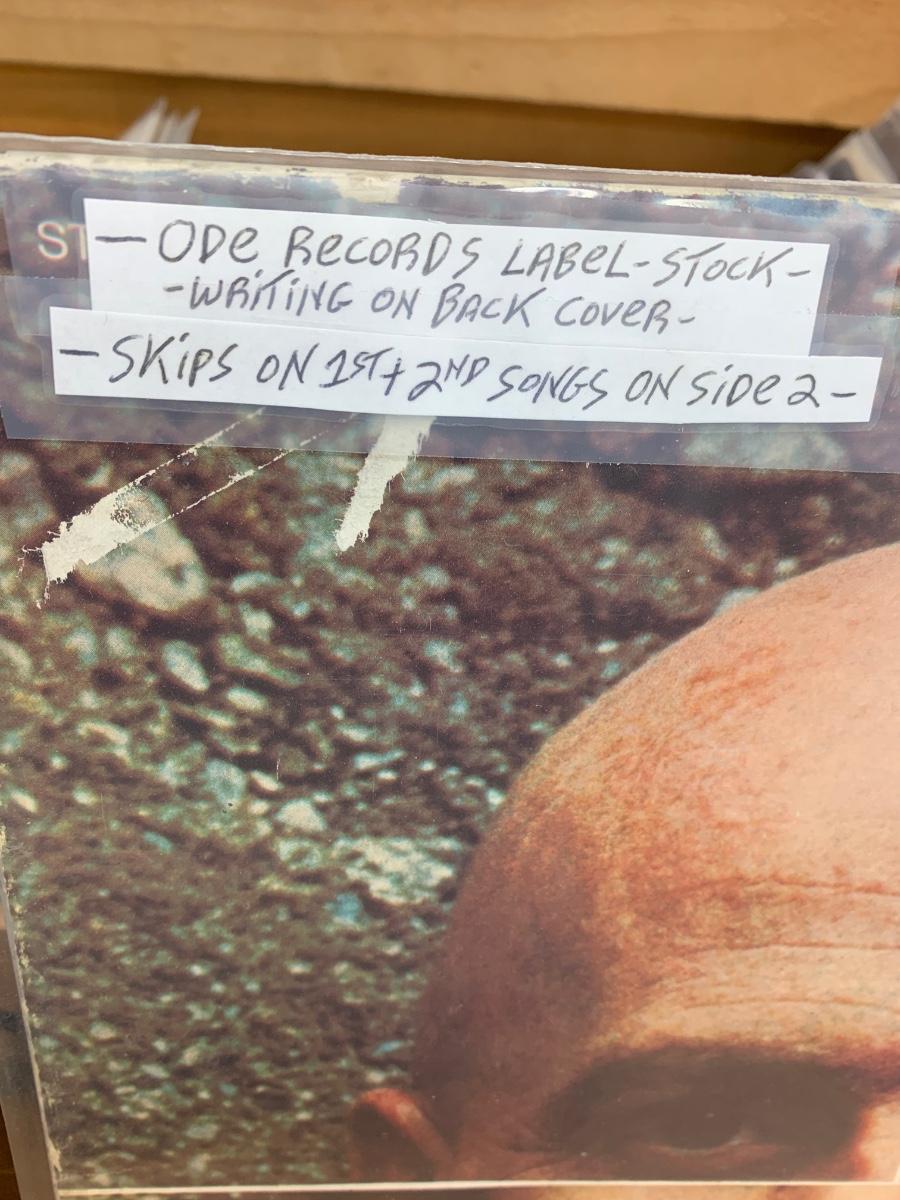 ST
- ODe ReCORDS LABeL-STOCK-
-WRiTiNG ON BACK COVeR-
- SKiPS ON 1ST + 2ND SONGS ON SiDe 2 -